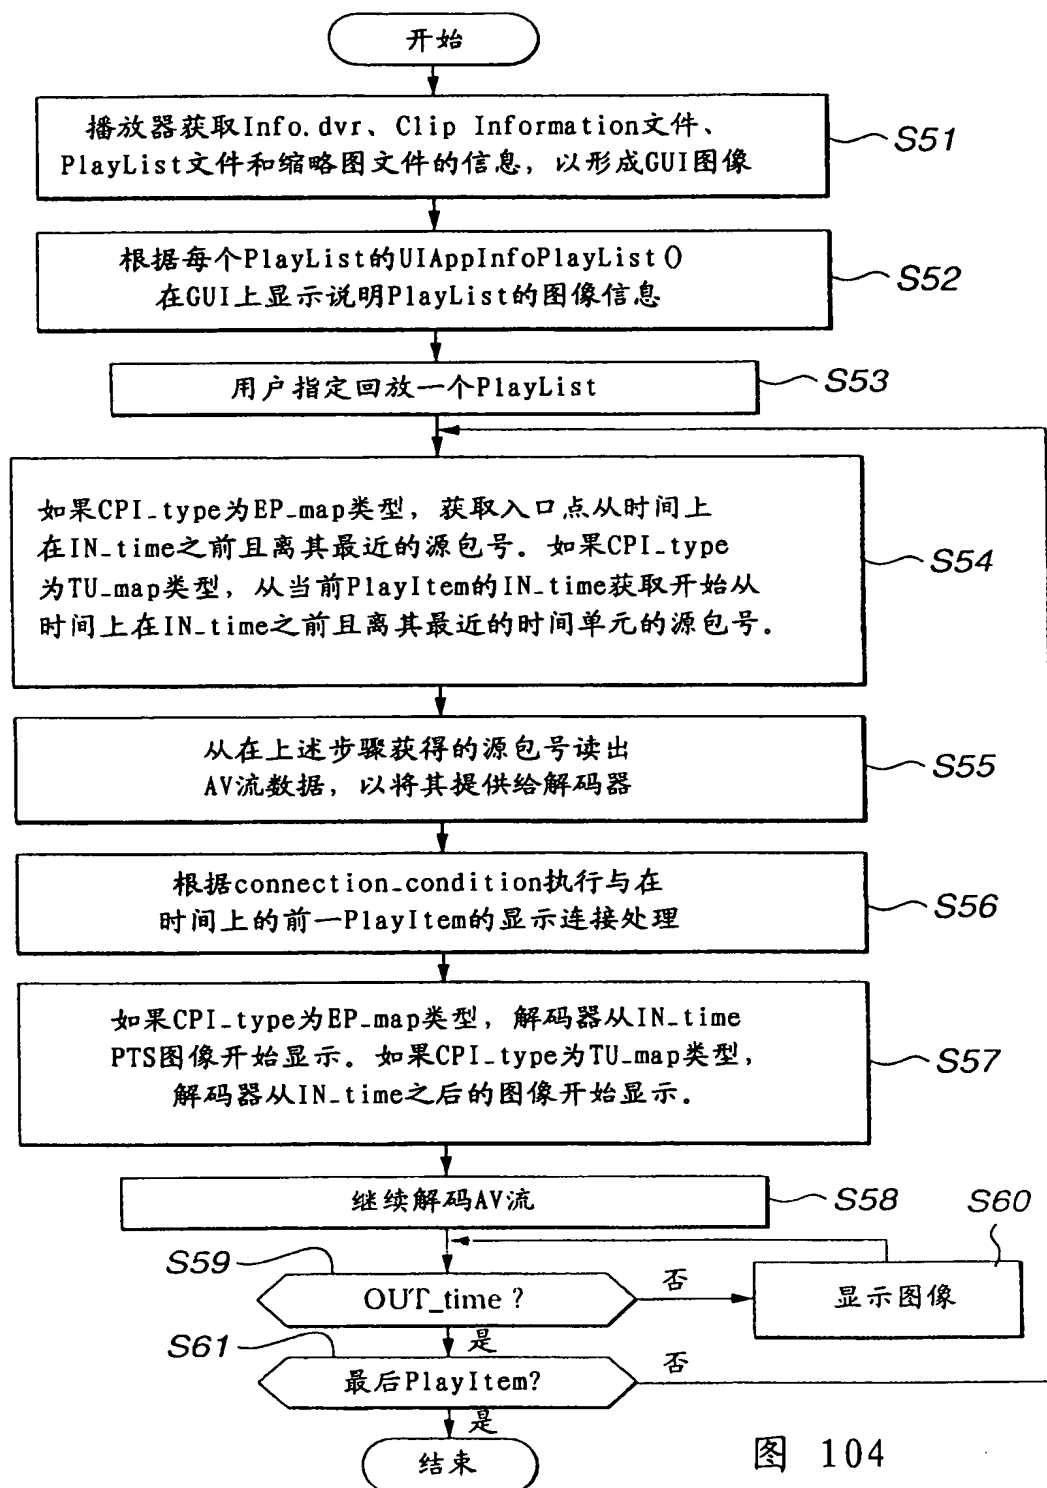 开始
播放器获取Info.dvr、Clip Information文件、
PlayList文件和缩略图文件的信息，以形成GUI图像
S51
根据每个PlayList的UIAppInfoPlayList()
在GUI上显示说明PlayList的图像信息
S52
用户指定回放一个PlayList
S53
如果CPI_type为EP_map类型，获取入口点从时间上
在IN_time之前且离其最近的源包号。如果CPI_type
为TU_map类型，从当前PlayItem的IN_time获取开始从
时间上在IN_time之前且离其最近的时间单元的源包号。
S54
从在上述步骤获得的源包号读出
AV流数据，以将其提供给解码器
S55
根据connection_condition执行与在
时间上的前一PlayItem的显示连接处理
S56
如果CPI_type为EP_map类型，解码器从IN_time
PTS图像开始显示。如果CPI_type为TU_map类型，
解码器从IN_time之后的图像开始显示。
S57
继续解码AV流
S58
S59
OUT_time？
否
显示图像
S60
是
S61
最后PlayItem?
否
是
结束
图 104